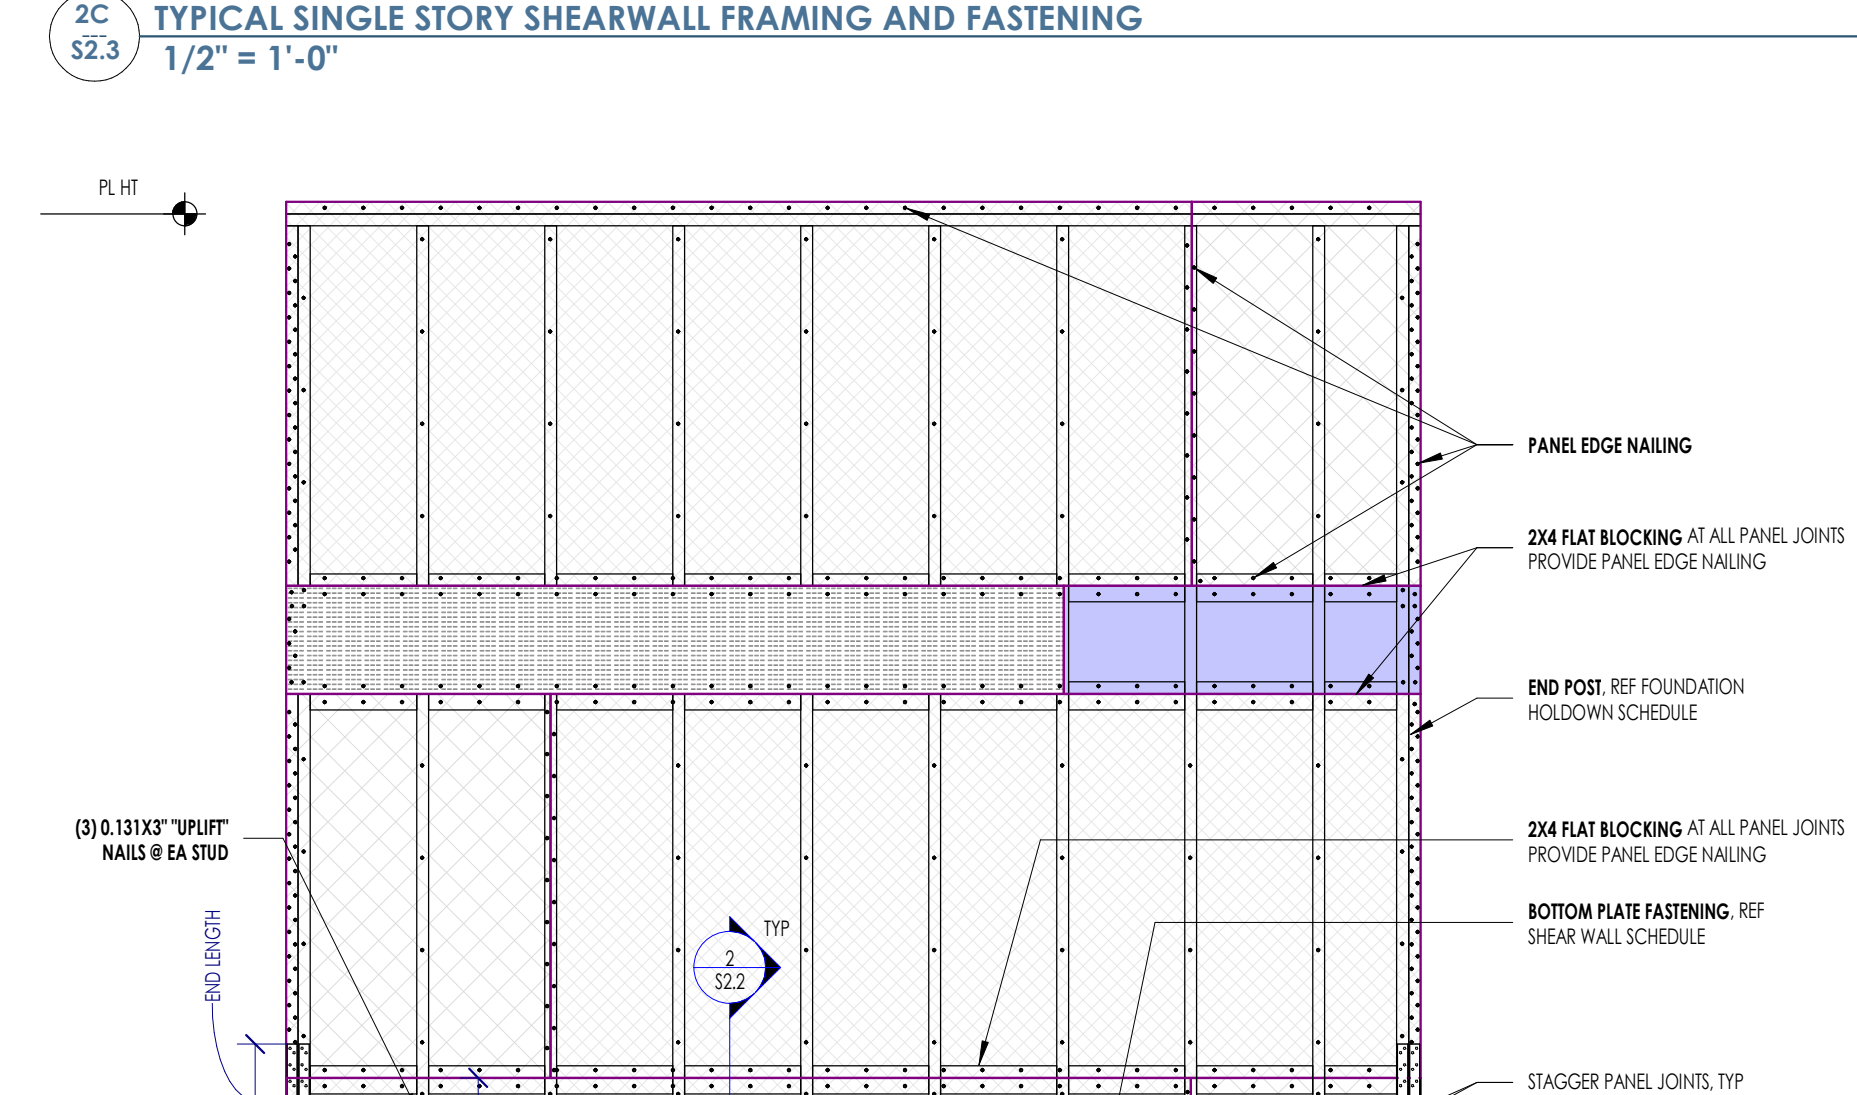 2C
---
S2.3
TYPICAL SINGLE STORY SHEARWALL FRAMING AND FASTENING
1/2" = 1'-0"
PL HT
PANEL EDGE NAILING
2X4 FLAT BLOCKING AT ALL PANEL JOINTS
PROVIDE PANEL EDGE NAILING
END POST, REF FOUNDATION
HOLDOWN SCHEDULE
(3) 0.131X3" "UPLIFT"
NAILS @ EA STUD
2X4 FLAT BLOCKING AT ALL PANEL JOINTS
PROVIDE PANEL EDGE NAILING
END LENGTH
TYP
2
S2.2
BOTTOM PLATE FASTENING, REF
SHEAR WALL SCHEDULE
STAGGER PANEL JOINTS, TYP